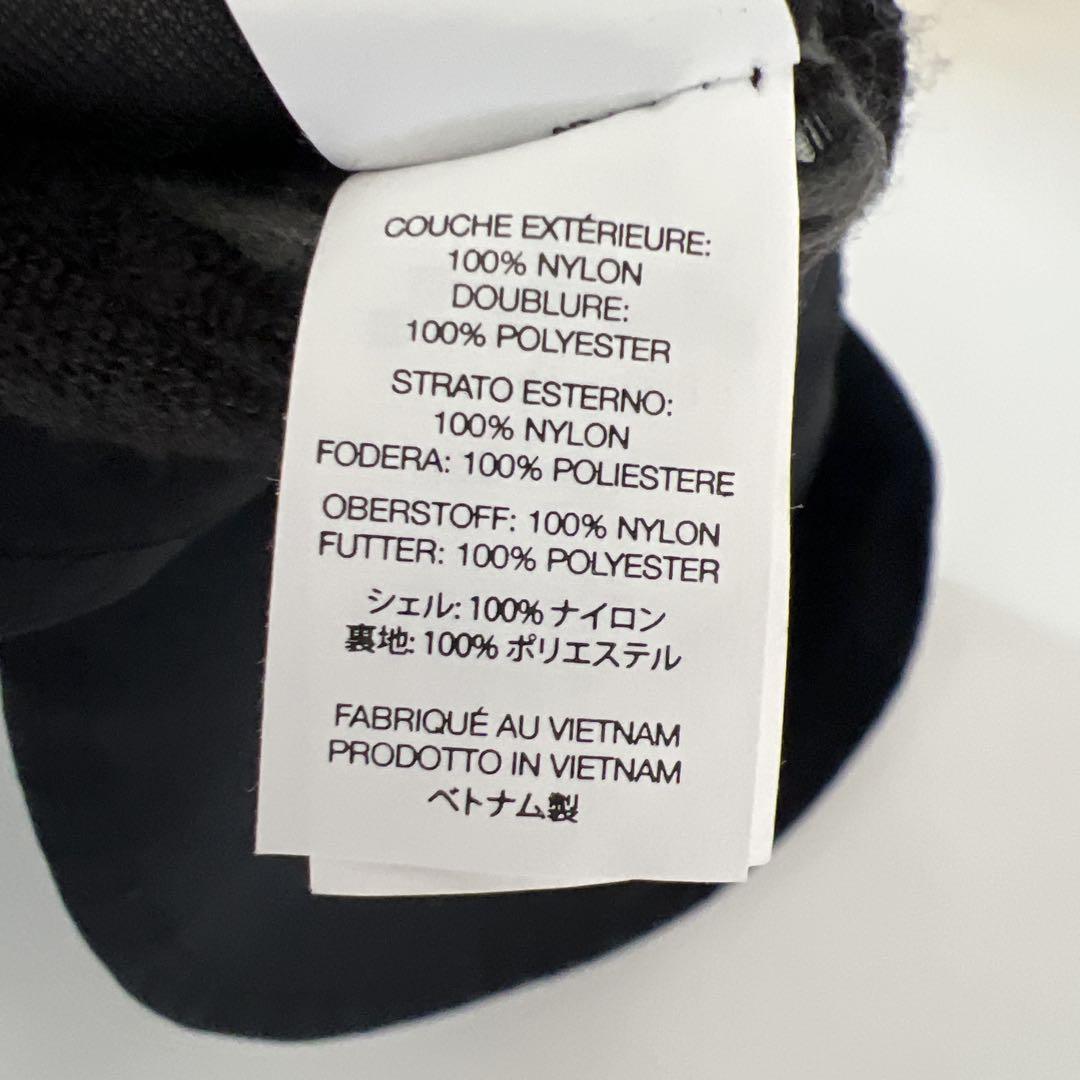 COUCHE EXTÉRIEURE:
100% NYLON
DOUBLURE:
100% POLYESTER
STRATO ESTERNO:
100% NYLON
FODERA: 100% POLIESTERE
OBERSTOFF: 100% NYLON
FUTTER: 100% POLYESTER
シェル: 100% ナイロン
裏地: 100% ポリエステル
FABRIQUÉ AU VIETNAM
PRODOTTO IN VIETNAM
ベトナム製